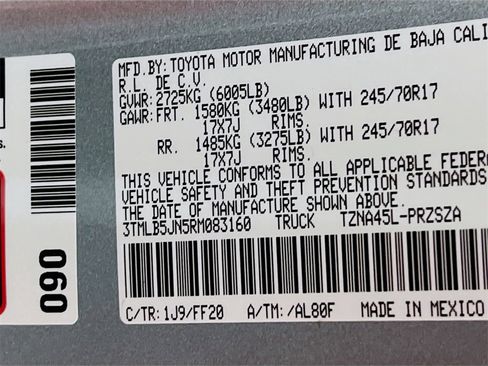 MFD.BY: TOYOTA MOTOR MANUFACTURING DE BAJA CALI
R.L. DE C.V.
GVWR: 2725KG (6005LB)
GAWR: FRT. 1580KG (3480LB) WITH 245/70R17
17X7J RIMS.
RR. 1485KG (3275LB) WITH 245/70R17
17X7J RIMS.
THIS VEHICLE CONFORMS TO ALL APPLICABLE FEDERA
VEHICLE SAFETY AND THEFT PREVENTION STANDARDS
THE DATE OF MANUFACTURE SHOWN ABOVE.
3TMLB5JN5RM083160 TRUCK TZNA45L-PRZSZA
C/TR: 1J9/FF20 A/TM: /AL80F MADE IN MEXICO
s.
090